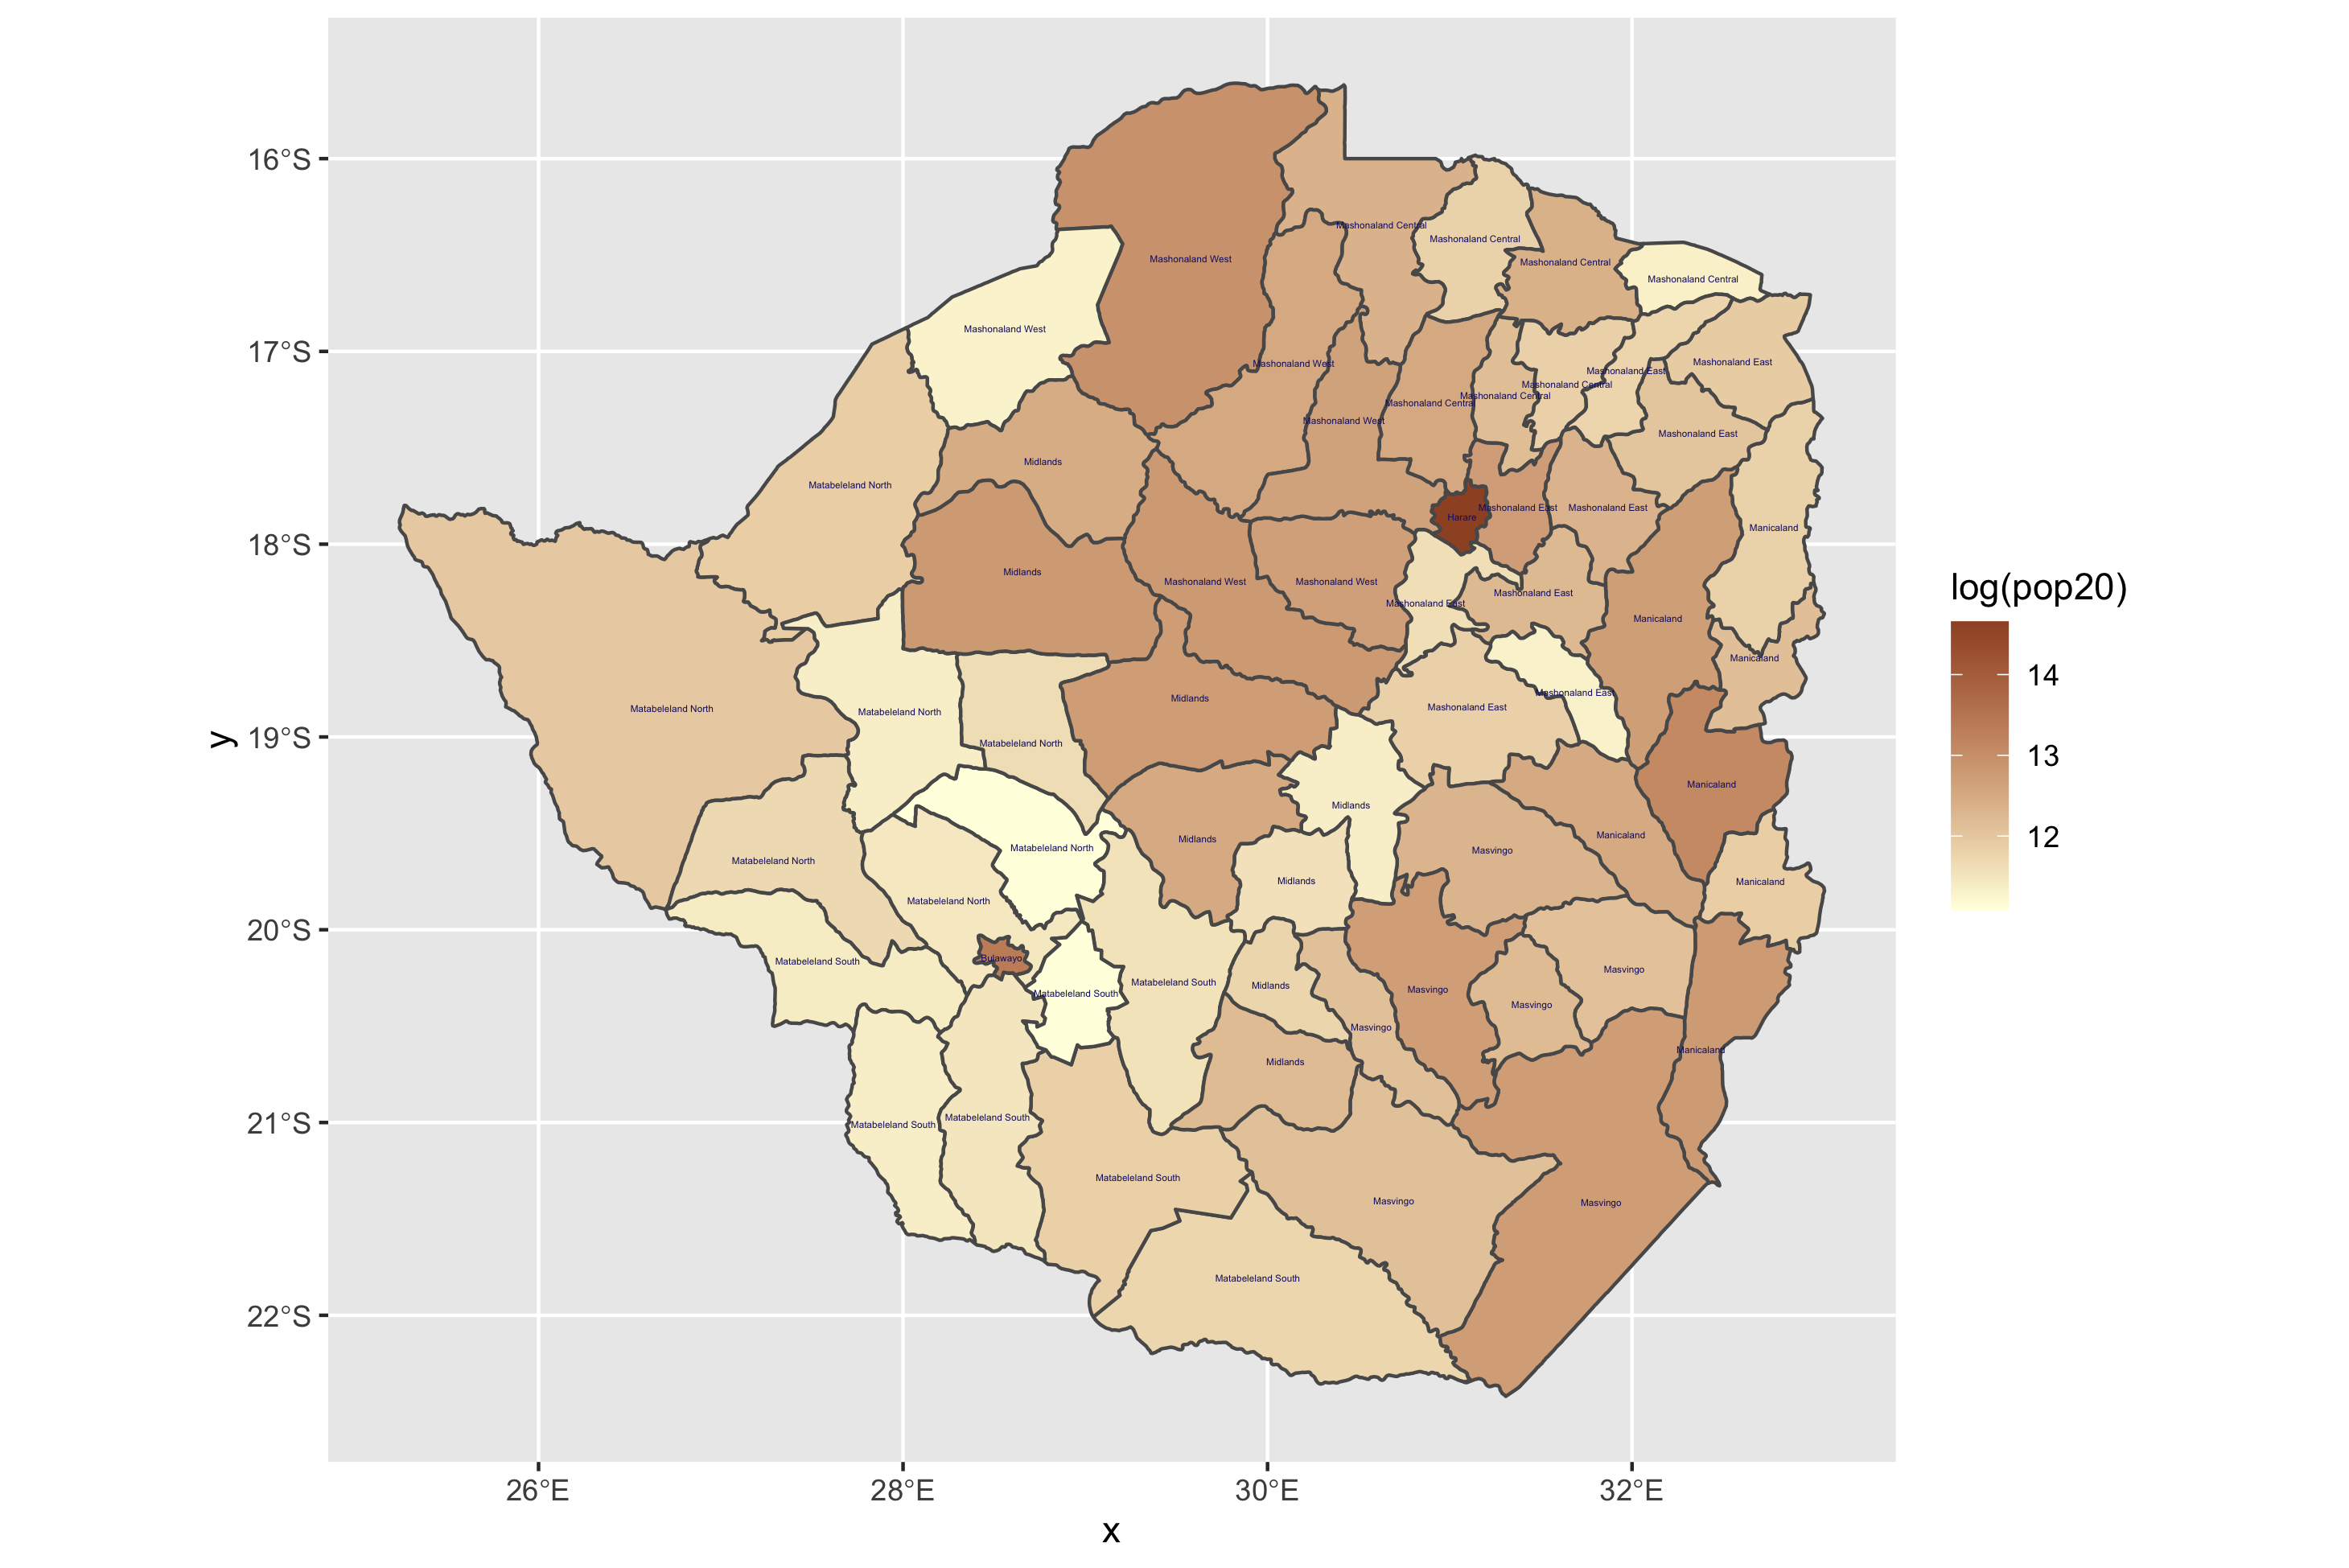 16°S
17°S
18°S
19°S
20°S
21°S
22°S
y
26°E
28°E
30°E
32°E
x
log(pop20)
14
13
12
Mashonaland Central
Mashonaland Central
Mashonaland West
Mashonaland Central
Mashonaland Central
Mashonaland West
Mashonaland West
Mashonaland East
Mashonaland East
Mashonaland Central
Mashonaland Central
Mashonaland Central
Mashonaland West
Mashonaland East
Midlands
Matabeleland North
Mashonaland East
Mashonaland East
Harare
Manicaland
Midlands
Mashonaland West
Mashonaland West
Mashonaland East
Mashonaland East
Manicaland
Manicaland
Mashonaland East
Midlands
Mashonaland East
Matabeleland North
Matabeleland North
Matabeleland North
Manicaland
Midlands
Manicaland
Midlands
Matabeleland North
Masvingo
Matabeleland North
Midlands
Manicaland
Matabeleland North
Bulawayo
Matabeleland South
Masvingo
Matabeleland South
Midlands
Masvingo
Matabeleland South
Masvingo
Masvingo
Manicaland
Midlands
Matabeleland South
Matabeleland South
Matabeleland South
Masvingo
Masvingo
Matabeleland South